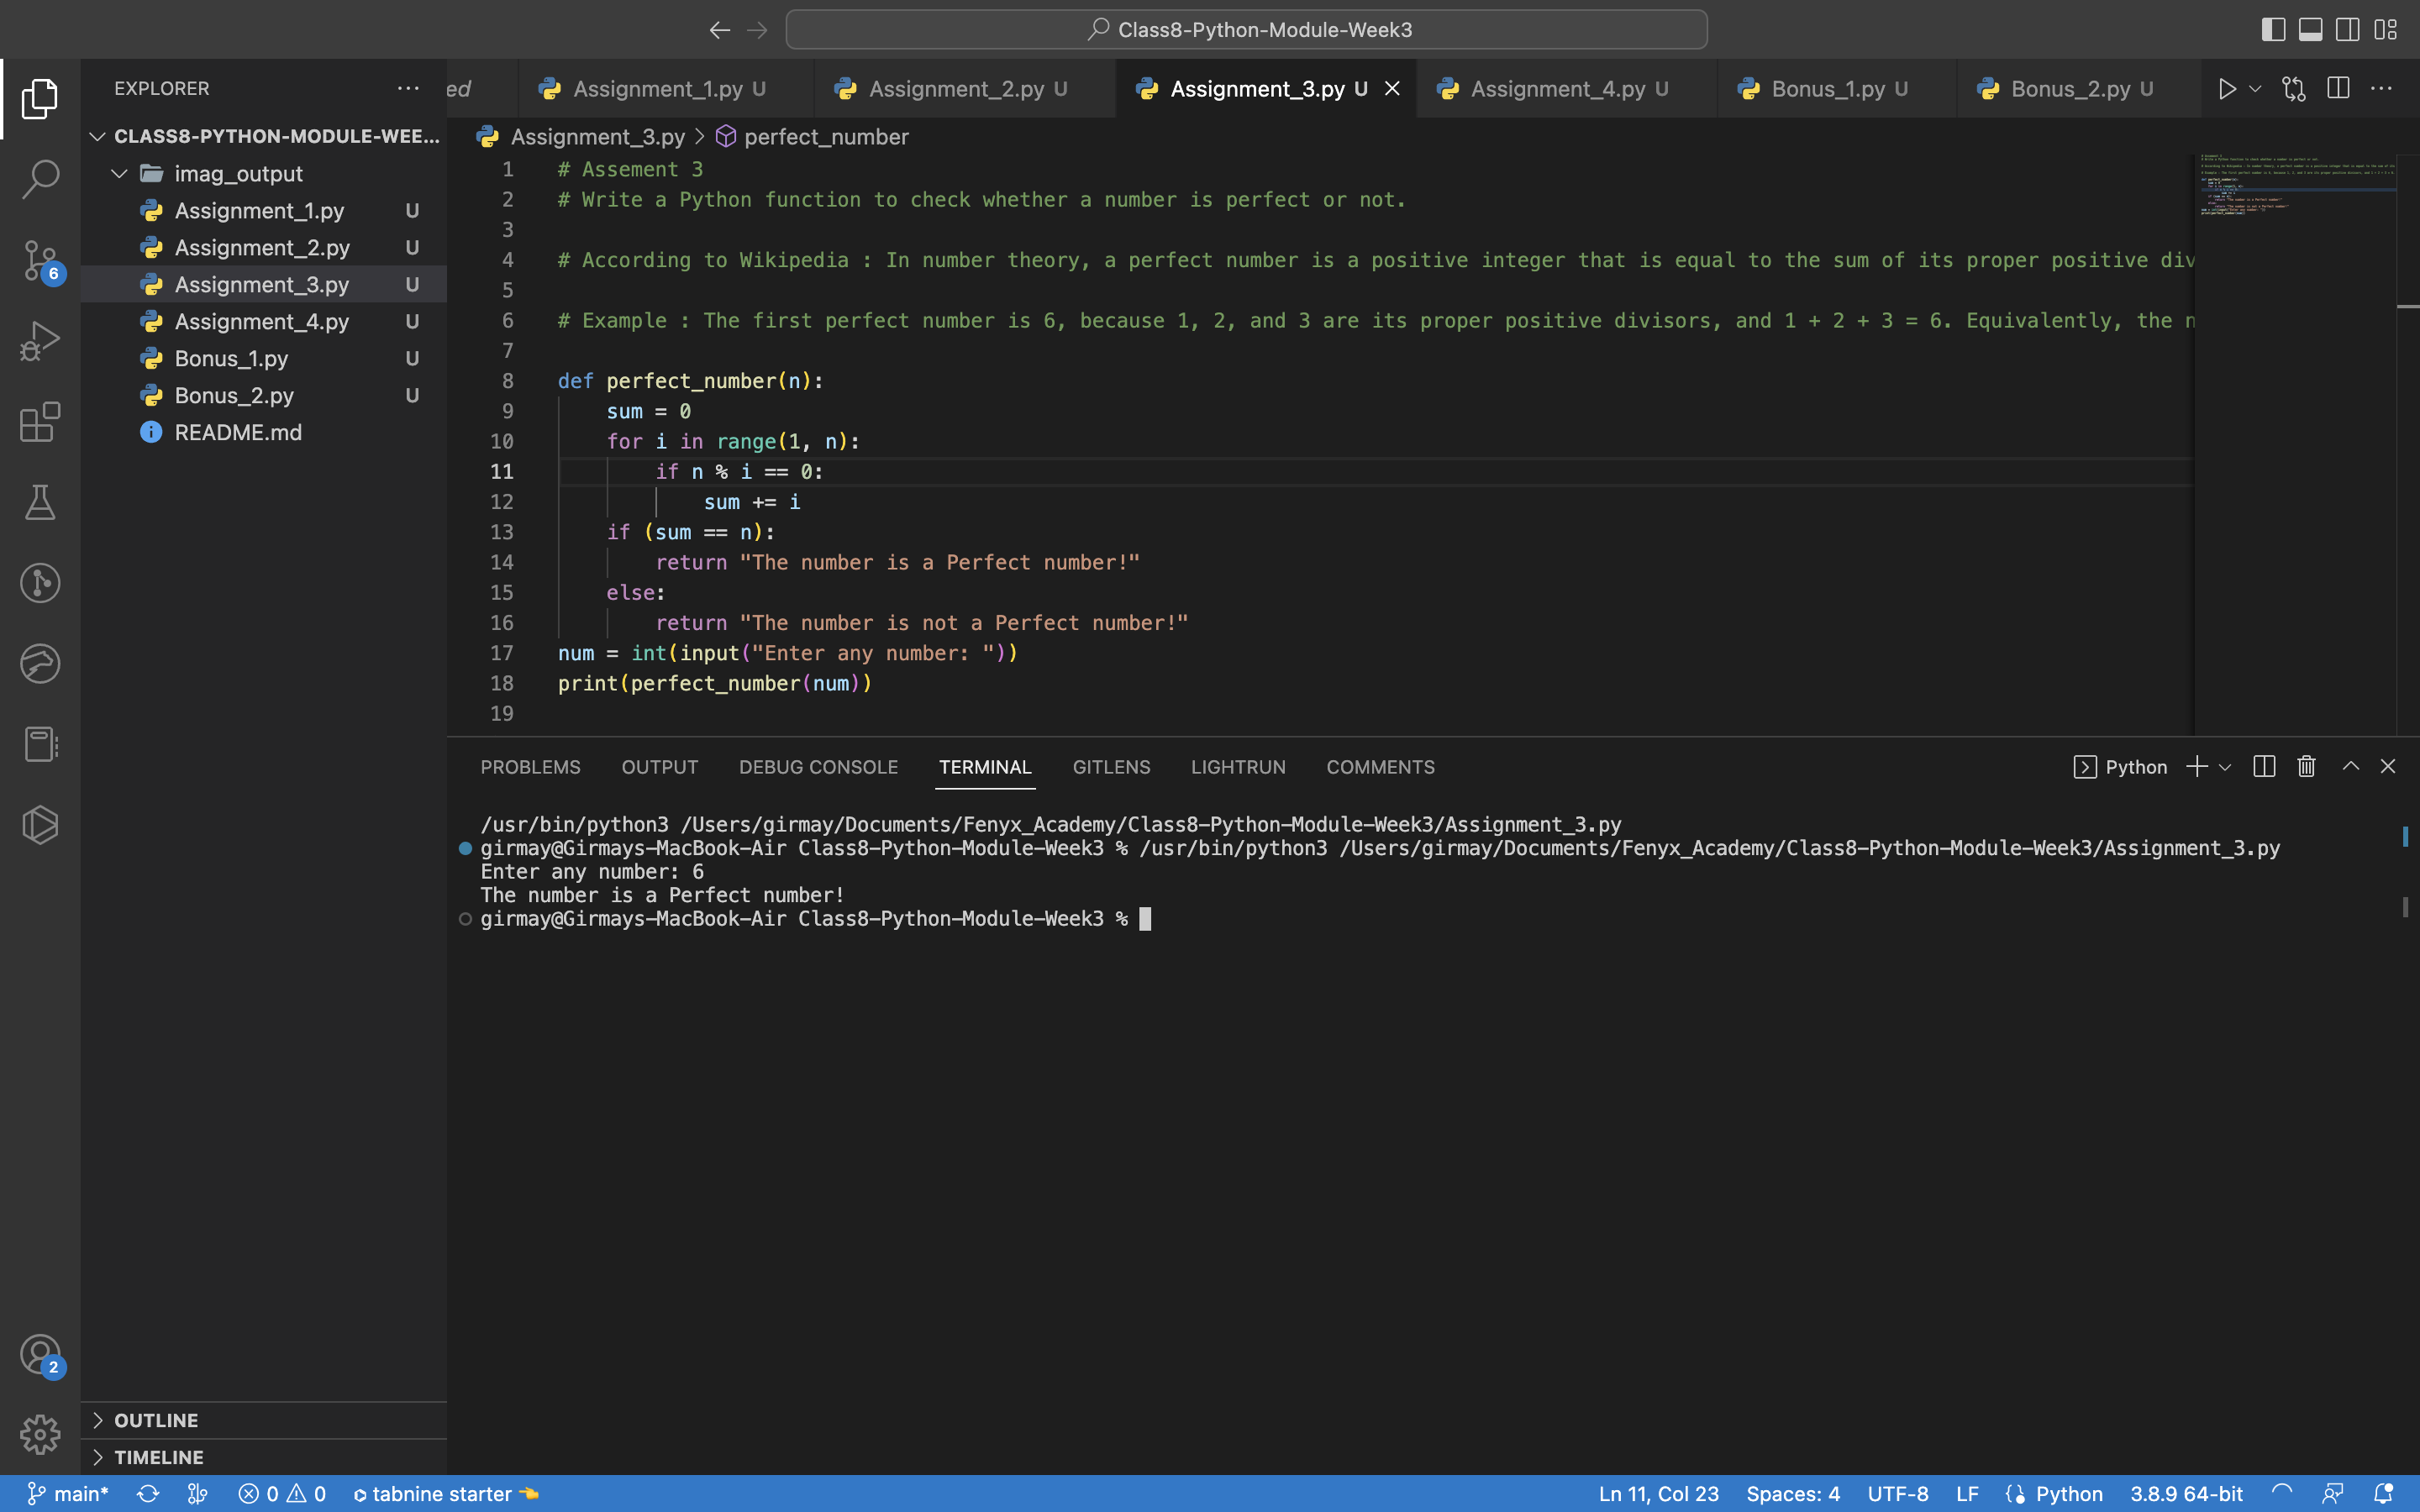 Class8-Python-Module-Week3
EXPLORER
CLASS8-PYTHON-MODULE-WEE...
imag_output
Assignment_1.py U
Assignment_2.py U
Assignment_3.py U
Assignment_4.py U
Bonus_1.py U
Bonus_2.py U
README.md
OUTLINE
TIMELINE
6
2
ed
Assignment_1.py U
Assignment_2.py U
Assignment_3.py U
Assignment_4.py U
Bonus_1.py U
Bonus_2.py U
Assignment_3.py > perfect_number
1 # Assement 3
2 # Write a Python function to check whether a number is perfect or not.
3
4 # According to Wikipedia : In number theory, a perfect number is a positive integer that is equal to the sum of its proper positive div
5
6 # Example : The first perfect number is 6, because 1, 2, and 3 are its proper positive divisors, and 1 + 2 + 3 = 6. Equivalently, the n
7
8 def perfect_number(n):
9 sum = 0
10 for i in range(1, n):
11 if n % i == 0:
12 sum += i
13 if (sum == n):
14 return "The number is a Perfect number!"
15 else:
16 return "The number is not a Perfect number!"
17 num = int(input("Enter any number: "))
18 print(perfect_number(num))
19
PROBLEMS OUTPUT DEBUG CONSOLE TERMINAL GITLENS LIGHTRUN COMMENTS
Python
/usr/bin/python3 /Users/girmay/Documents/Fenyx_Academy/Class8-Python-Module-Week3/Assignment_3.py
girmay@Girmays-MacBook-Air Class8-Python-Module-Week3 % /usr/bin/python3 /Users/girmay/Documents/Fenyx_Academy/Class8-Python-Module-Week3/Assignment_3.py
Enter any number: 6
The number is a Perfect number!
girmay@Girmays-MacBook-Air Class8-Python-Module-Week3 %
main* 0 0 tabnine starter
Ln 11, Col 23 Spaces: 4 UTF-8 LF Python 3.8.9 64-bit